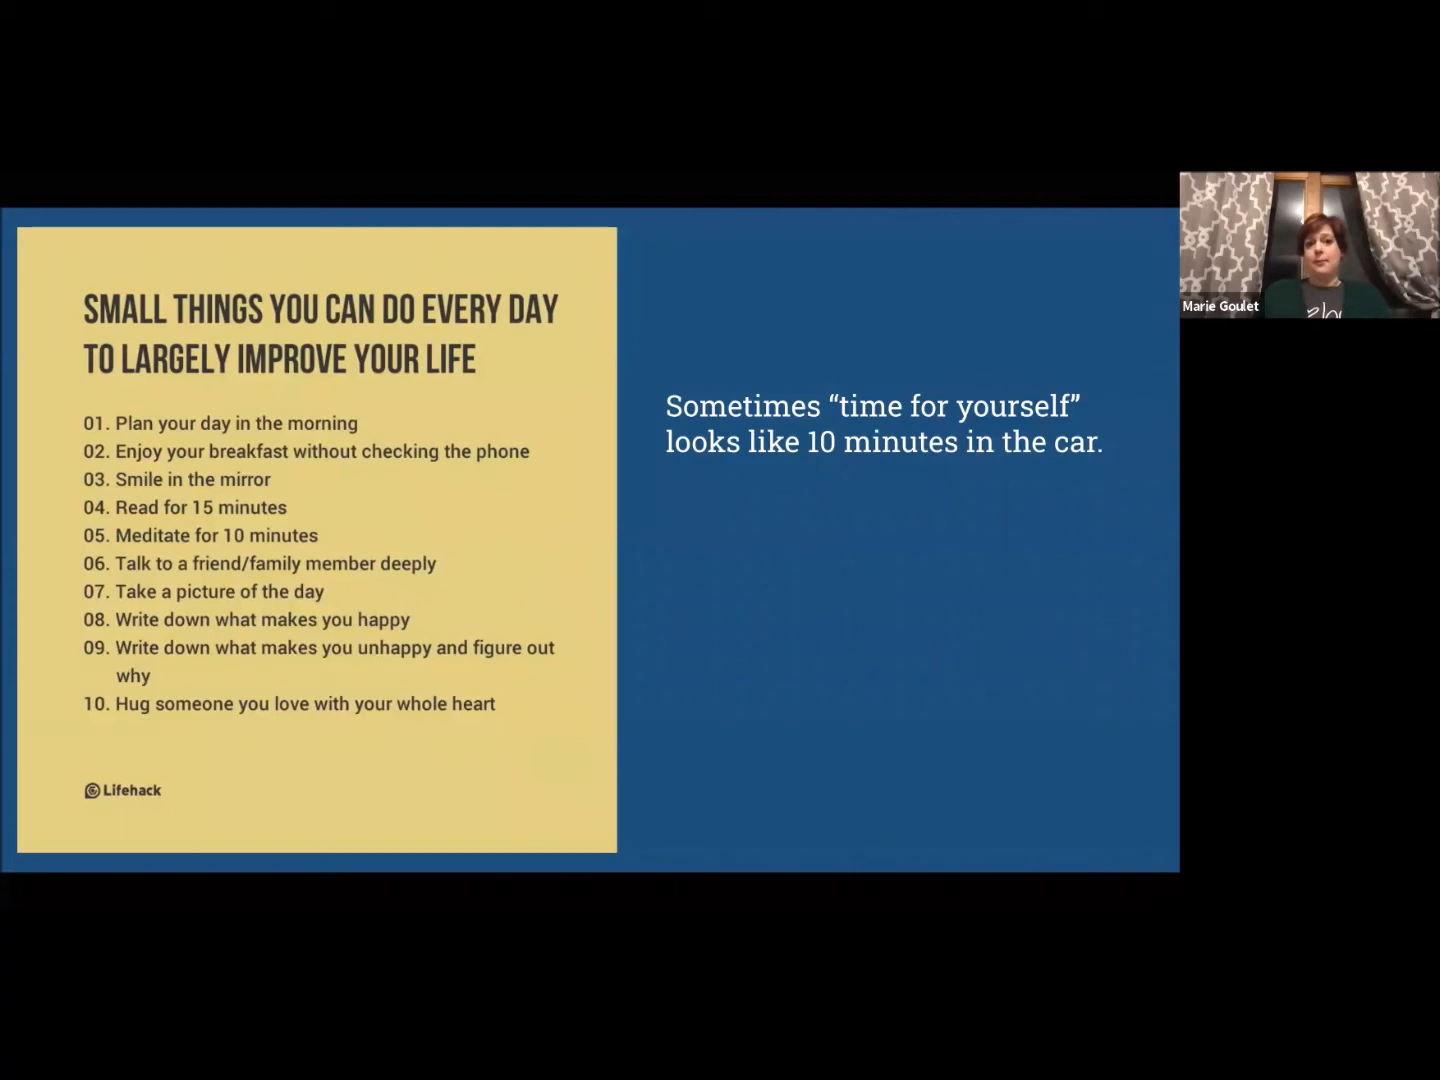 SMALL THINGS YOU CAN DO EVERY DAY
TO LARGELY IMPROVE YOUR LIFE
01. Plan your day in the morning
02. Enjoy your breakfast without checking the phone
03. Smile in the mirror
04. Read for 15 minutes
05. Meditate for 10 minutes
06. Talk to a friend/family member deeply
07. Take a picture of the day
08. Write down what makes you happy
09. Write down what makes you unhappy and figure out
why
10. Hug someone you love with your whole heart
Lifehack
Sometimes “time for yourself”
looks like 10 minutes in the car.
Marie Goulet